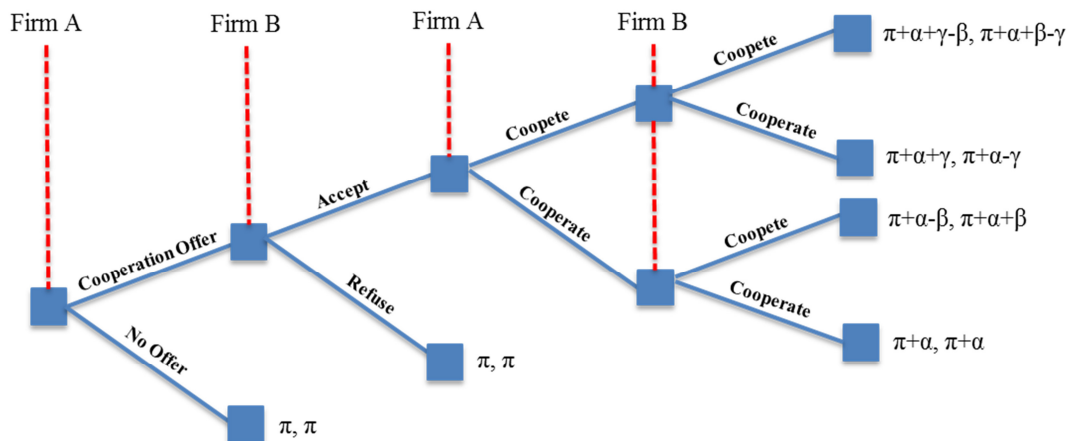 Firm A
Firm B
Firm A
Firm B
π+α+γ-β, π+α+β-γ
Coopete
Coopete
Cooperate
π+α+γ, π+α-γ
Accept
Cooperate
Coopete
π+α-β, π+α+β
Cooperation Offer
Refuse
Cooperate
π+α, π+α
No Offer
π, π
π, π